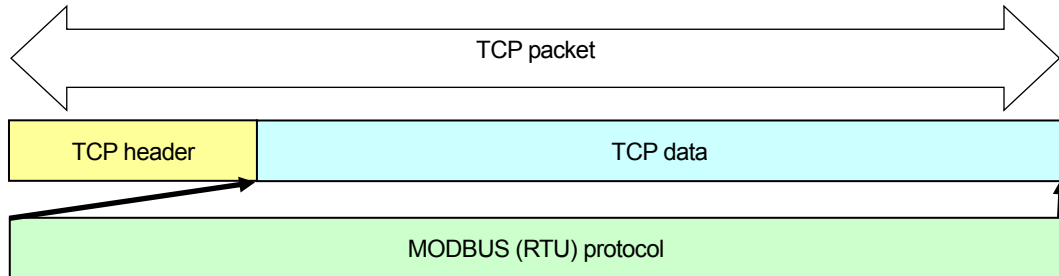 TCP packet
TCP header
TCP data
MODBUS (RTU) protocol